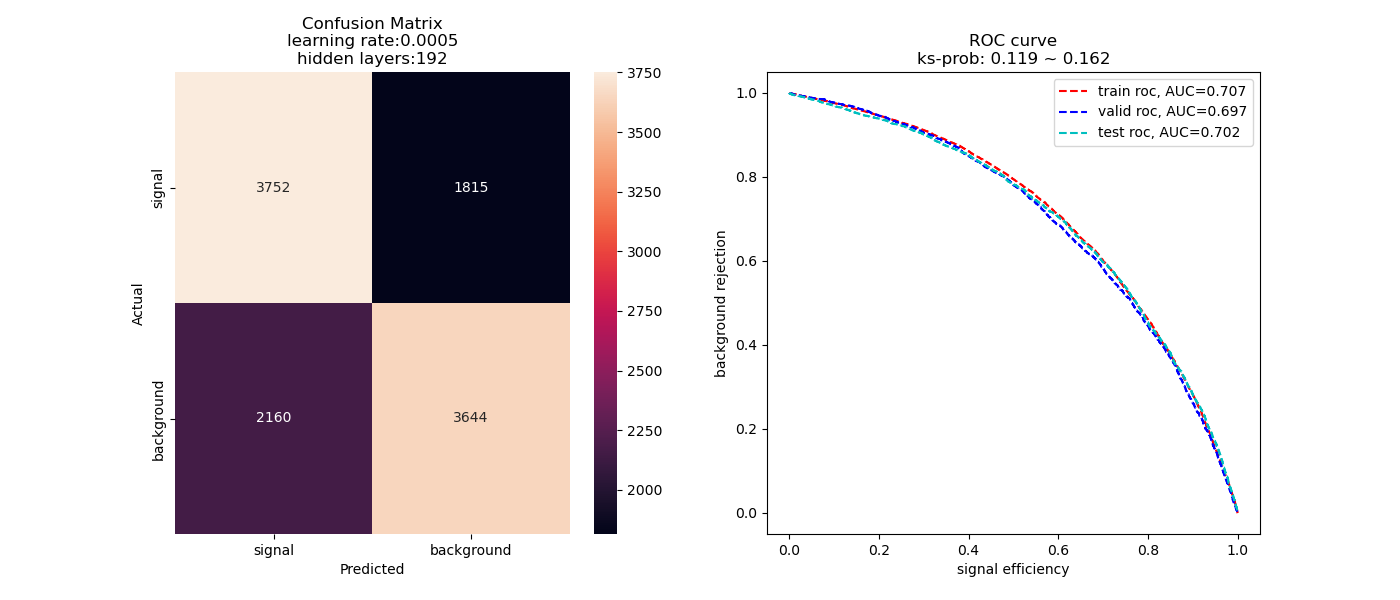 Confusion Matrix
learning rate:0.0005
hidden layers:192
signal
background
Actual
3752
1815
2160
3644
signal
background
Predicted
3750
3500
3250
3000
2750
2500
2250
2000
ROC curve
ks-prob: 0.119 ~ 0.162
train roc, AUC=0.707
valid roc, AUC=0.697
test roc, AUC=0.702
background rejection
1.0
0.8
0.6
0.4
0.2
0.0
0.0
0.2
0.4
0.6
0.8
1.0
signal efficiency